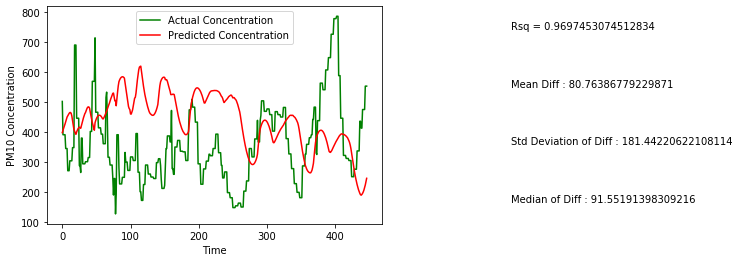 Actual Concentration
Predicted Concentration
PM10 Concentration
800
700
600
500
400
300
200
100
0
100
200
300
400
Time
Rsq = 0.9697453074512834
Mean Diff : 80.76386779229871
Std Deviation of Diff : 181.44220622108114
Median of Diff : 91.55191398309216